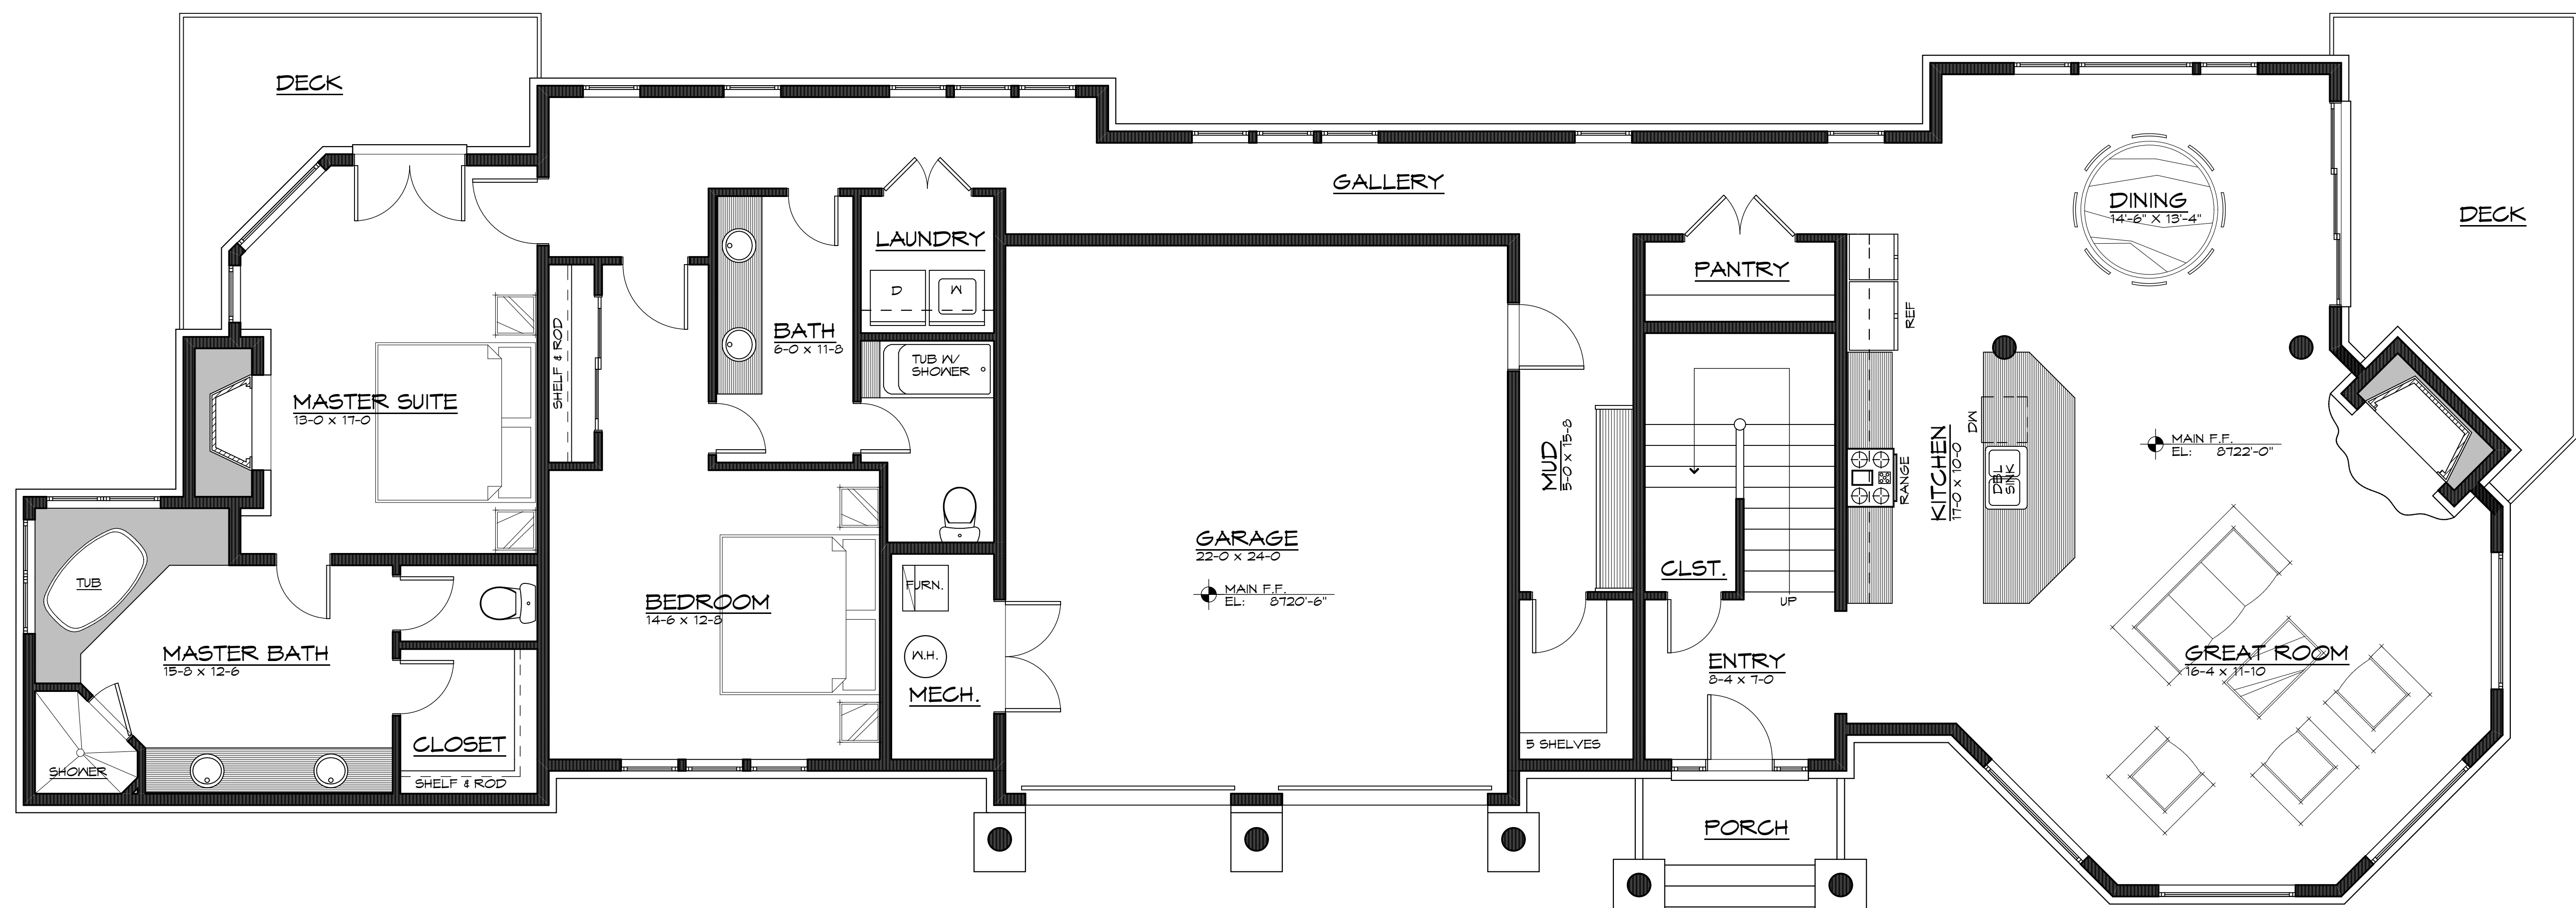 DECK
DECK
GALLERY
DINING
14'-6" X 13'-4"
LAUNDRY
D
W
PANTRY
REF
BATH
6-0 x 11-8
TUB W/
SHOWER
SHELF & ROD
MASTER SUITE
13-0 x 17-0
MUD
5-0 x 15-8
KITCHEN
17-0 x 10-0
DW
DBL
SINK
RANGE
MAIN F.F.
EL: 8722'-0"
GARAGE
22-0 x 24-0
MAIN F.F.
EL: 8720'-6"
CLST.
UP
TUB
FURN.
BEDROOM
14-6 x 12-8
MASTER BATH
15-8 x 12-6
W.H.
MECH.
ENTRY
8-4 x 7-0
GREAT ROOM
16-4 x 11-10
CLOSET
SHELF & ROD
SHOWER
5 SHELVES
PORCH